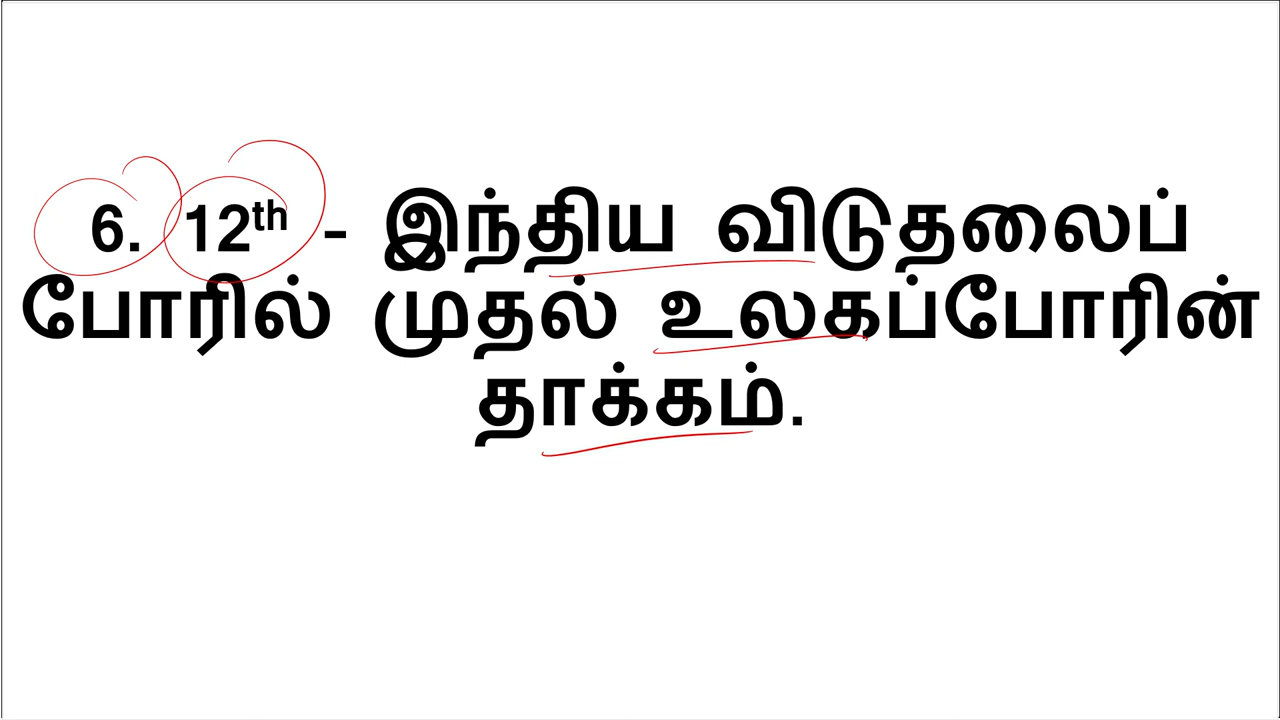 6. 12th - இந்திய விடுதலைப்
போரில் முதல் உலகப்போரின்
தாக்கம்.